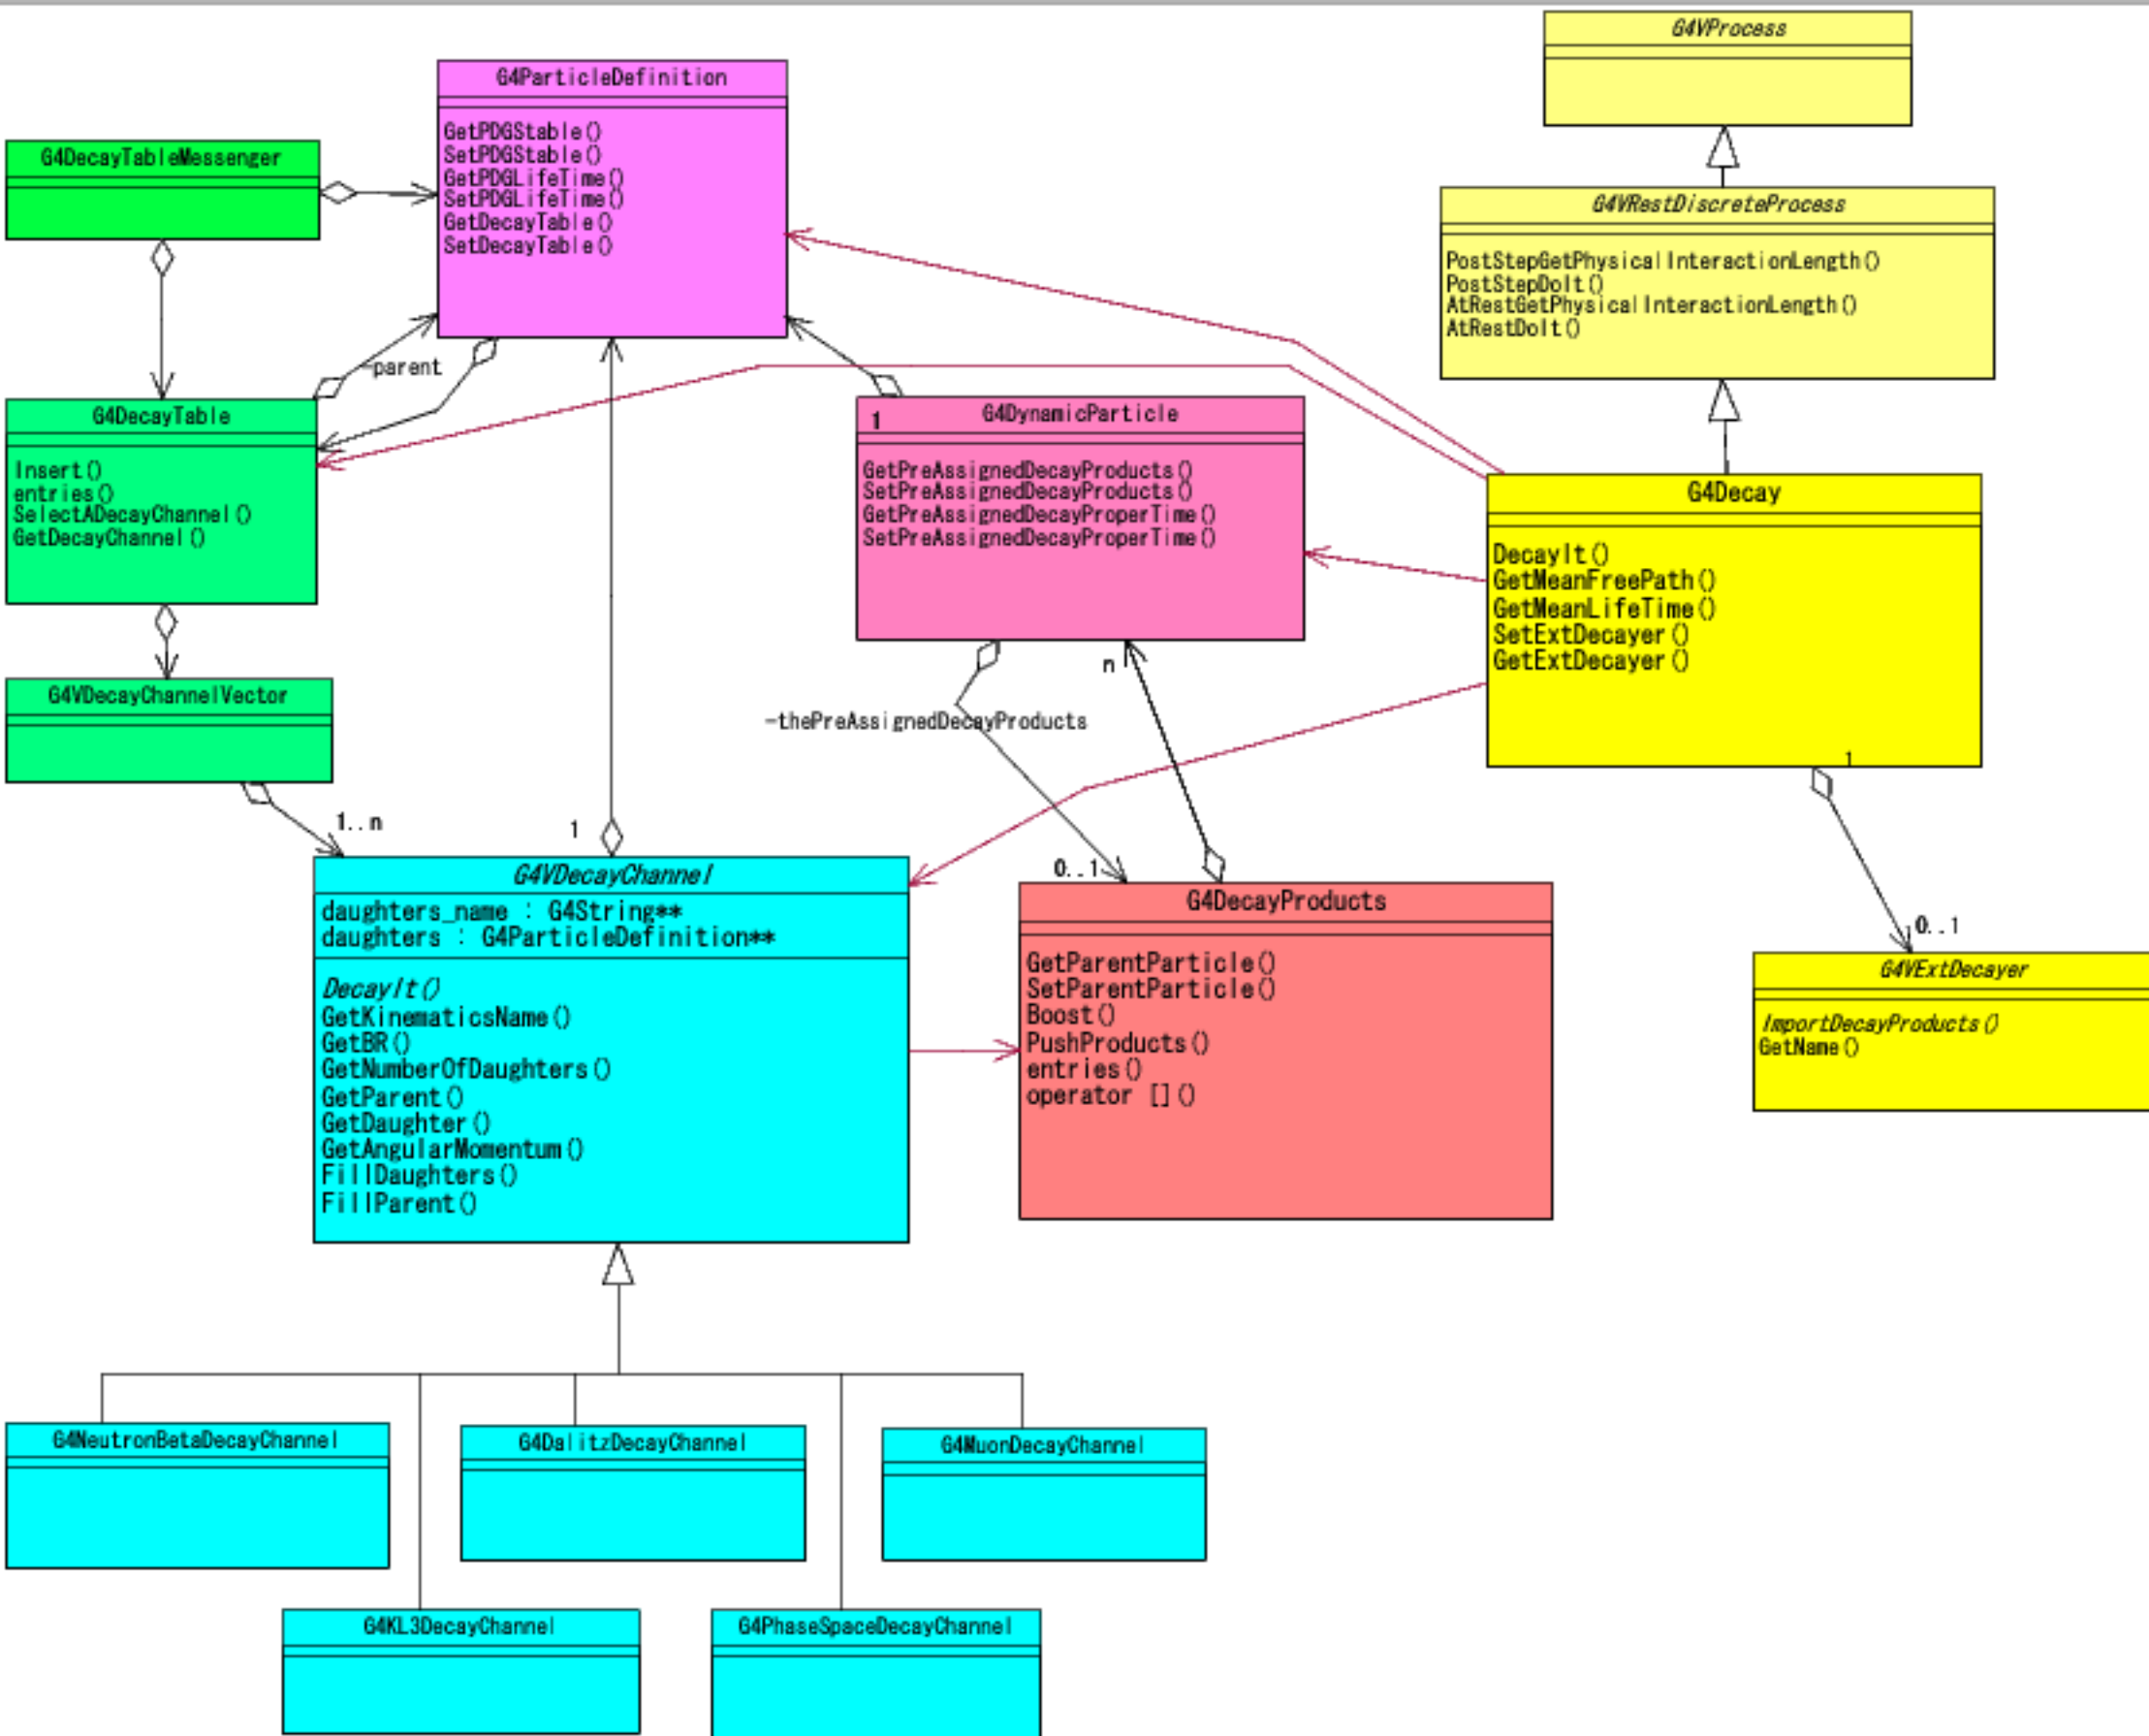 G4VProcess
G4ParticleDefinition
GetPDGStable()
SetPDGStable()
GetPDGLifeTime()
SetPDGLifeTime()
GetDecayTable()
SetDecayTable()
G4DecayTableMessenger
G4VRestDiscreteProcess
PostStepGetPhysicalInteractionLength()
PostStepDoIt()
AtRestGetPhysicalInteractionLength()
AtRestDoIt()
-parent
G4DecayTable
Insert()
entries()
SelectADecayChannel()
GetDecayChannel()
1
G4DynamicParticle
GetPreAssignedDecayProducts()
SetPreAssignedDecayProducts()
GetPreAssignedDecayProperTime()
SetPreAssignedDecayProperTime()
G4Decay
DecayIt()
GetMeanFreePath()
GetMeanLifeTime()
SetExtDecayer()
GetExtDecayer()
1
n
-thePreAssignedDecayProducts
G4VDecayChannelVector
1..n
1
0..1
0..1
G4VDecayChannel
daughters_name : G4String**
daughters : G4ParticleDefinition**
DecayIt()
GetKinematicsName()
GetBR()
GetNumberOfDaughters()
GetParent()
GetDaughter()
GetAngularMomentum()
FillDaughters()
FillParent()
G4DecayProducts
GetParentParticle()
SetParentParticle()
Boost()
PushProducts()
entries()
operator []()
G4VExtDecayer
ImportDecayProducts()
GetName()
G4NeutronBetaDecayChannel
G4DalitzDecayChannel
G4MuonDecayChannel
G4KL3DecayChannel
G4PhaseSpaceDecayChannel